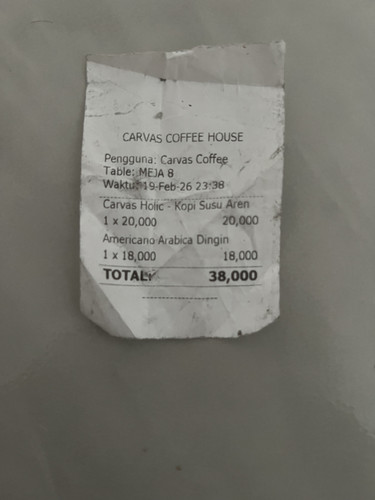 CARVAS COFFEE HOUSE
Pengguna: Carvas Coffee
Table: MEJA 8
Waktu: 19-Feb-26 23:38
Carvas Holic - Kopi Susu Aren
1 x 20,000 20,000
Americano Arabica Dingin
1 x 18,000 18,000
TOTAL: 38,000